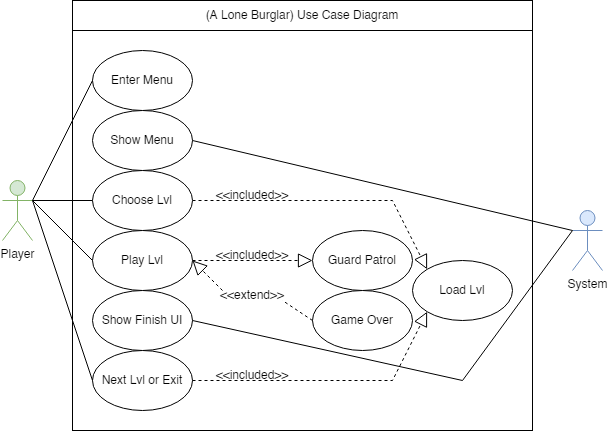 (A Lone Burglar) Use Case Diagram
Enter Menu
Show Menu
Choose Lvl
<<included>>
Player
Play Lvl
<<included>>
Guard Patrol
System
Load Lvl
<<extend>>
Show Finish UI
Game Over
Next Lvl or Exit
<<included>>